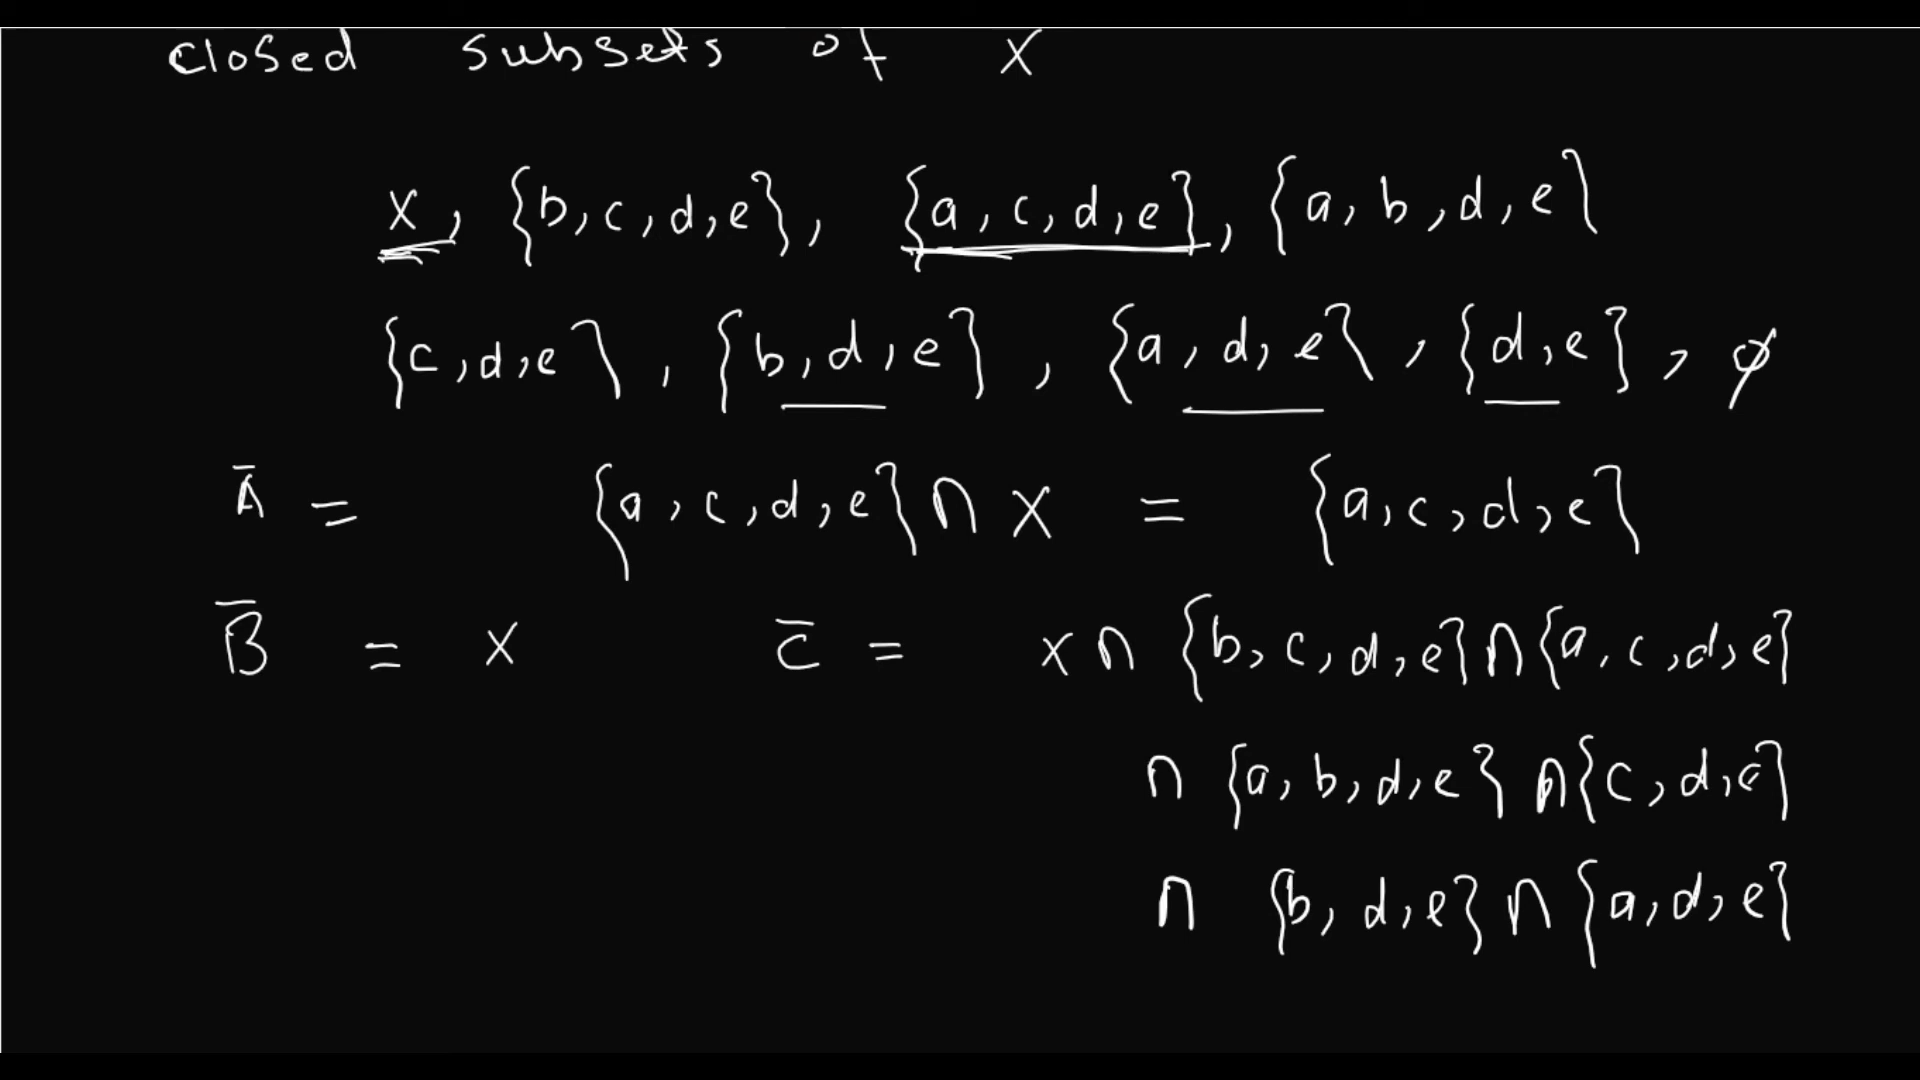 closed subsets of X
X, {b,c,d,e}, {a,c,d,e}, {a,b,d,e}
{c,d,e}, {b,d,e}, {a,d,e}, {d,e}, φ
Ā = {a,c,d,e} ∩ X = {a,c,d,e}
B̄ = X C̄ = X ∩ {b,c,d,e} ∩ {a,c,d,e}
∩ {a,b,d,e} ∩ {c,d,e}
∩ {b,d,e} ∩ {a,d,e}